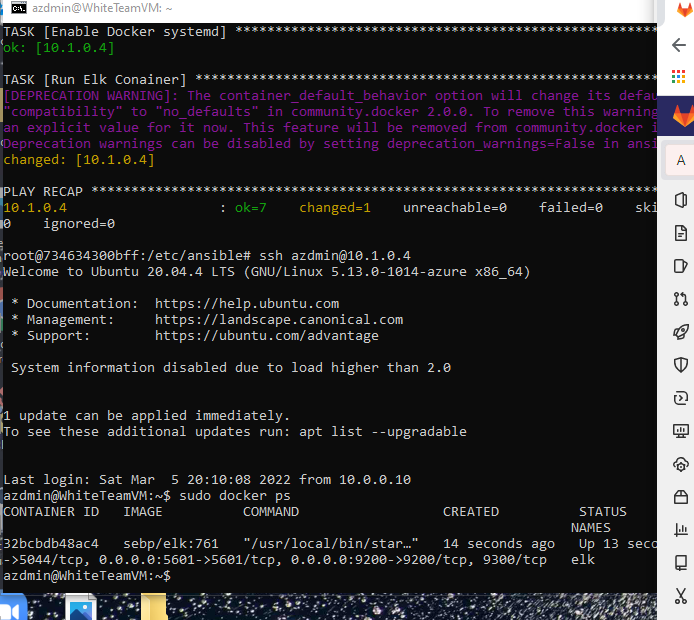 azdmin@WhiteTeamVM: ~
TASK [Enable Docker systemd] *****************************************************
ok: [10.1.0.4]
TASK [Run Elk Conainer] **********************************************************
[DEPRECATION WARNING]: The container_default_behavior option will change its defau
"compatibility" to "no_defaults" in community.docker 2.0.0. To remove this warning
an explicit value for it now. This feature will be removed from community.docker i
Deprecation warnings can be disabled by setting deprecation_warnings=False in ansi
changed: [10.1.0.4]
PLAY RECAP ***********************************************************************
10.1.0.4                   : ok=7    changed=1    unreachable=0    failed=0    ski
0    ignored=0
root@734634300bff:/etc/ansible# ssh azdmin@10.1.0.4
Welcome to Ubuntu 20.04.4 LTS (GNU/Linux 5.13.0-1014-azure x86_64)
* Documentation:  https://help.ubuntu.com
* Management:     https://landscape.canonical.com
* Support:        https://ubuntu.com/advantage
System information disabled due to load higher than 2.0
1 update can be applied immediately.
To see these additional updates run: apt list --upgradable
Last login: Sat Mar  5 20:10:08 2022 from 10.0.0.10
azdmin@WhiteTeamVM:~$ sudo docker ps
CONTAINER ID   IMAGE          COMMAND                  CREATED          STATUS
NAMES
32bcbdb48ac4   sebp/elk:761   "/usr/local/bin/star…"   14 seconds ago   Up 13 seco
->5044/tcp, 0.0.0.0:5601->5601/tcp, 0.0.0.0:9200->9200/tcp, 9300/tcp   elk
azdmin@WhiteTeamVM:~$
A